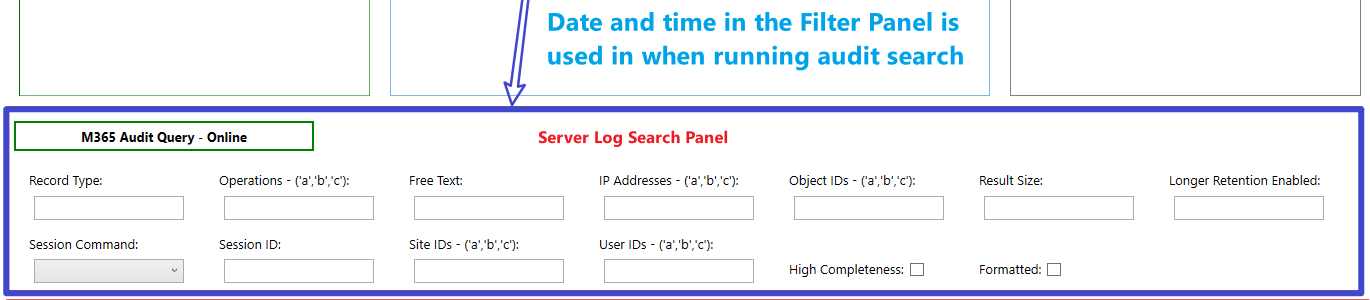 Date and time in the Filter Panel is
used in when running audit search
M365 Audit Query - Online
Server Log Search Panel
Record Type:
Operations - ('a','b','c'):
Free Text:
IP Addresses - ('a','b','c'):
Object IDs - ('a','b','c'):
Result Size:
Longer Retention Enabled:
Session Command:
Session ID:
Site IDs - ('a','b','c'):
User IDs - ('a','b','c'):
High Completeness:
Formatted: